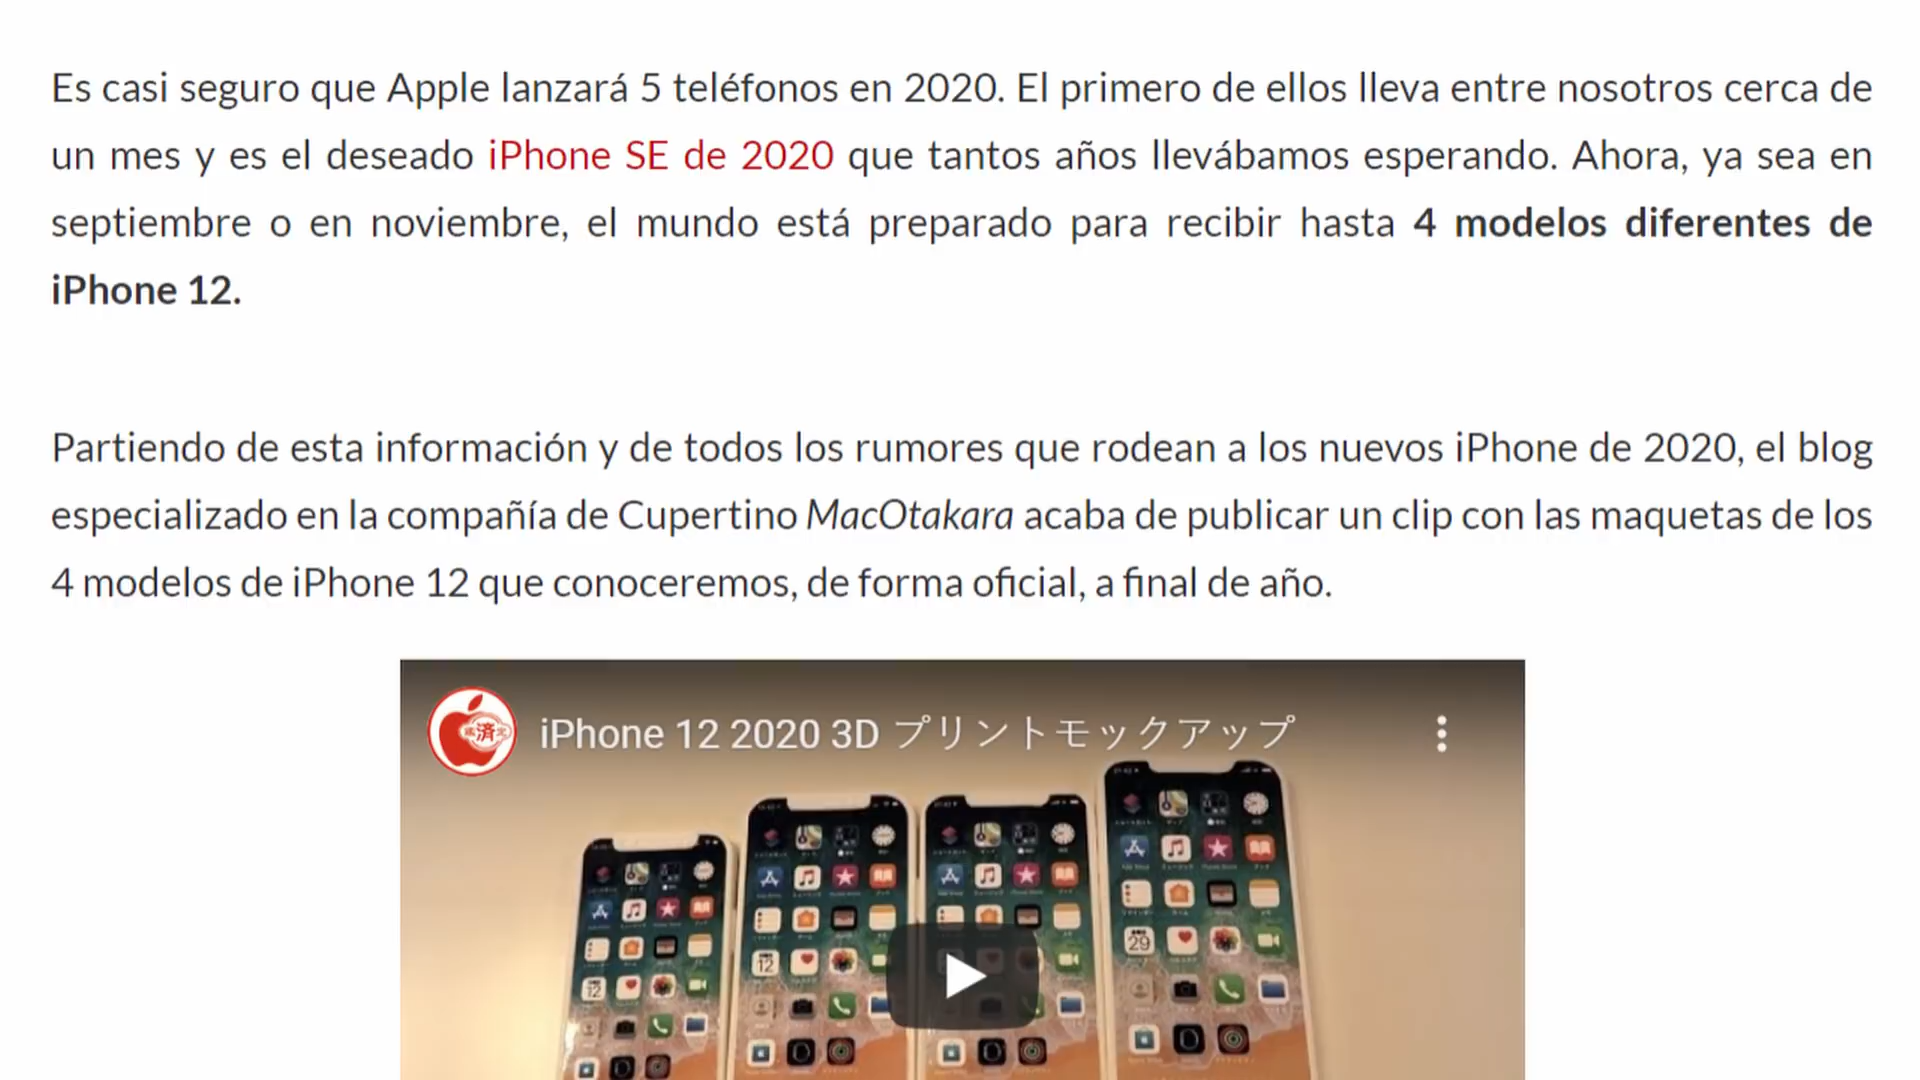 Es casi seguro que Apple lanzará 5 teléfonos en 2020. El primero de ellos lleva entre nosotros cerca de
un mes y es el deseado iPhone SE de 2020 que tantos años llevábamos esperando. Ahora, ya sea en
septiembre o en noviembre, el mundo está preparado para recibir hasta 4 modelos diferentes de
iPhone 12.
Partiendo de esta información y de todos los rumores que rodean a los nuevos iPhone de 2020, el blog
especializado en la compañía de Cupertino MacOtakara acaba de publicar un clip con las maquetas de los
4 modelos de iPhone 12 que conoceremos, de forma oficial, a final de año.
iPhone 12 2020 3D プリントモックアップ
済
12
12
29